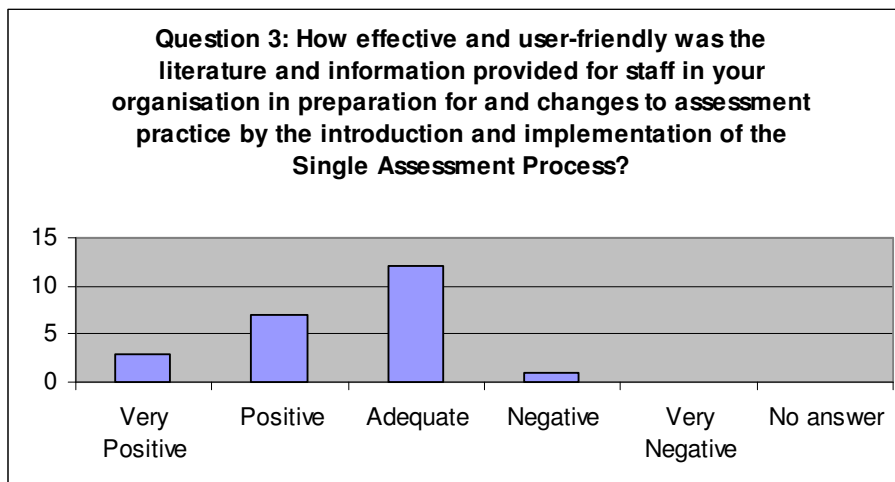 Question 3: How effective and user-friendly was the
literature and information provided for staff in your
organisation in preparation for and changes to assessment
practice by the introduction and implementation of the
Single Assessment Process?
15
10
5
0
Very Positive
Positive
Adequate
Negative
Very Negative
No answer